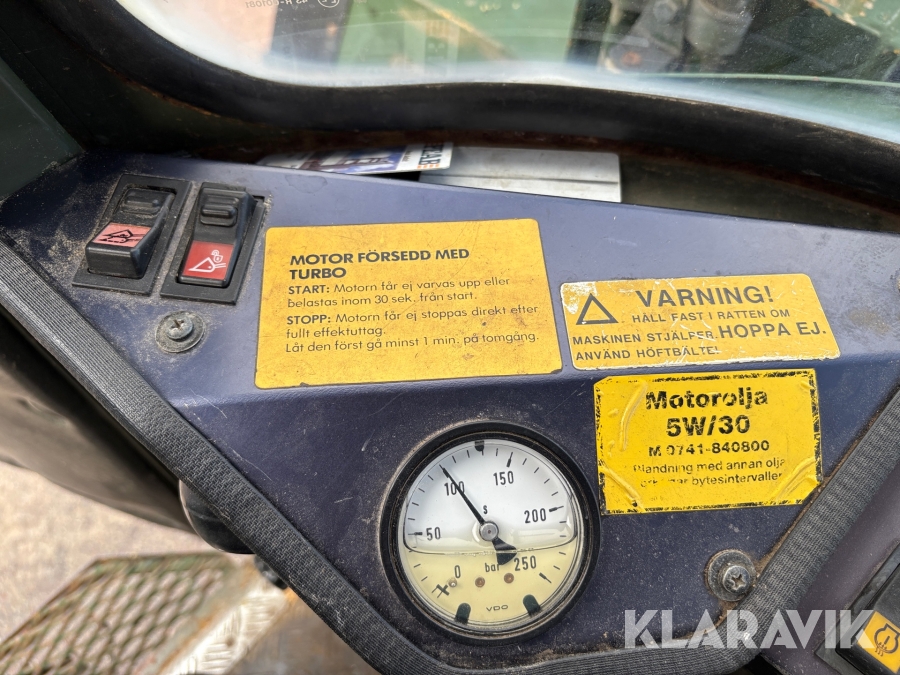 MOTOR FÖRSEDD MED
TURBO
START: Motorn får ej varvas upp eller
belastas inom 30 sek. från start.
STOPP: Motorn får ej stoppas direkt efter
fullt effektuttag.
Låt den först gå minst 1 min. på tomgång.
VARNING!
HÅLL FAST I RATTEN OM
MASKINEN STJÄLPER. HOPPA EJ.
ANVÄND HÖFTBÄLTE!
Motorolja
5W/30
M 0741-840800
Blandning med annan olja
bytesintervaller
0
50
100
150
200
250
s
bar
VDO
KLARAVIK